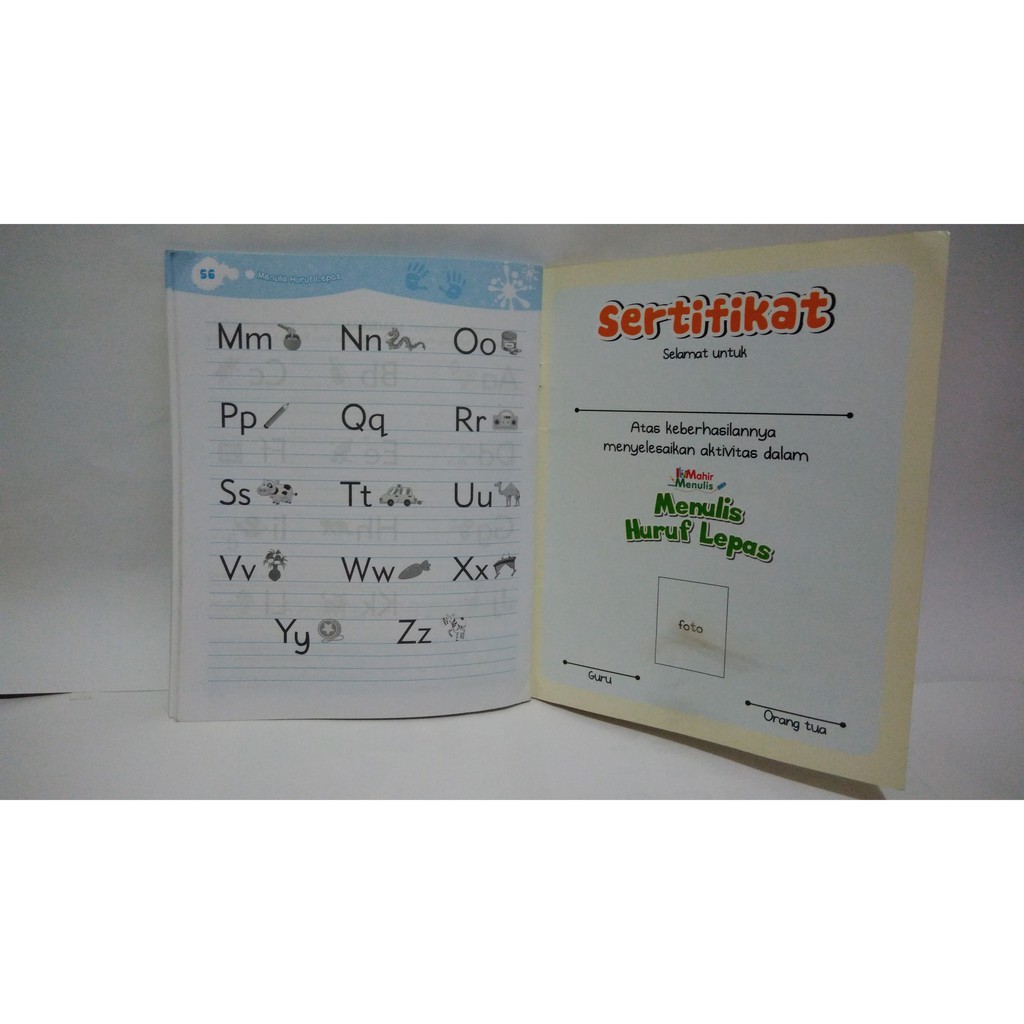 56
Menulis Huruf Lepas
Mm Nn Oo
Pp Qq Rr
Ss Tt Uu
Vv Ww Xx
Yy Zz
Sertifikat
Selamat untuk
Atas keberhasilannya
menyelesaikan aktivitas dalam
Mahir
Menulis
Menulis
Huruf Lepas
foto
Guru
Orang tua